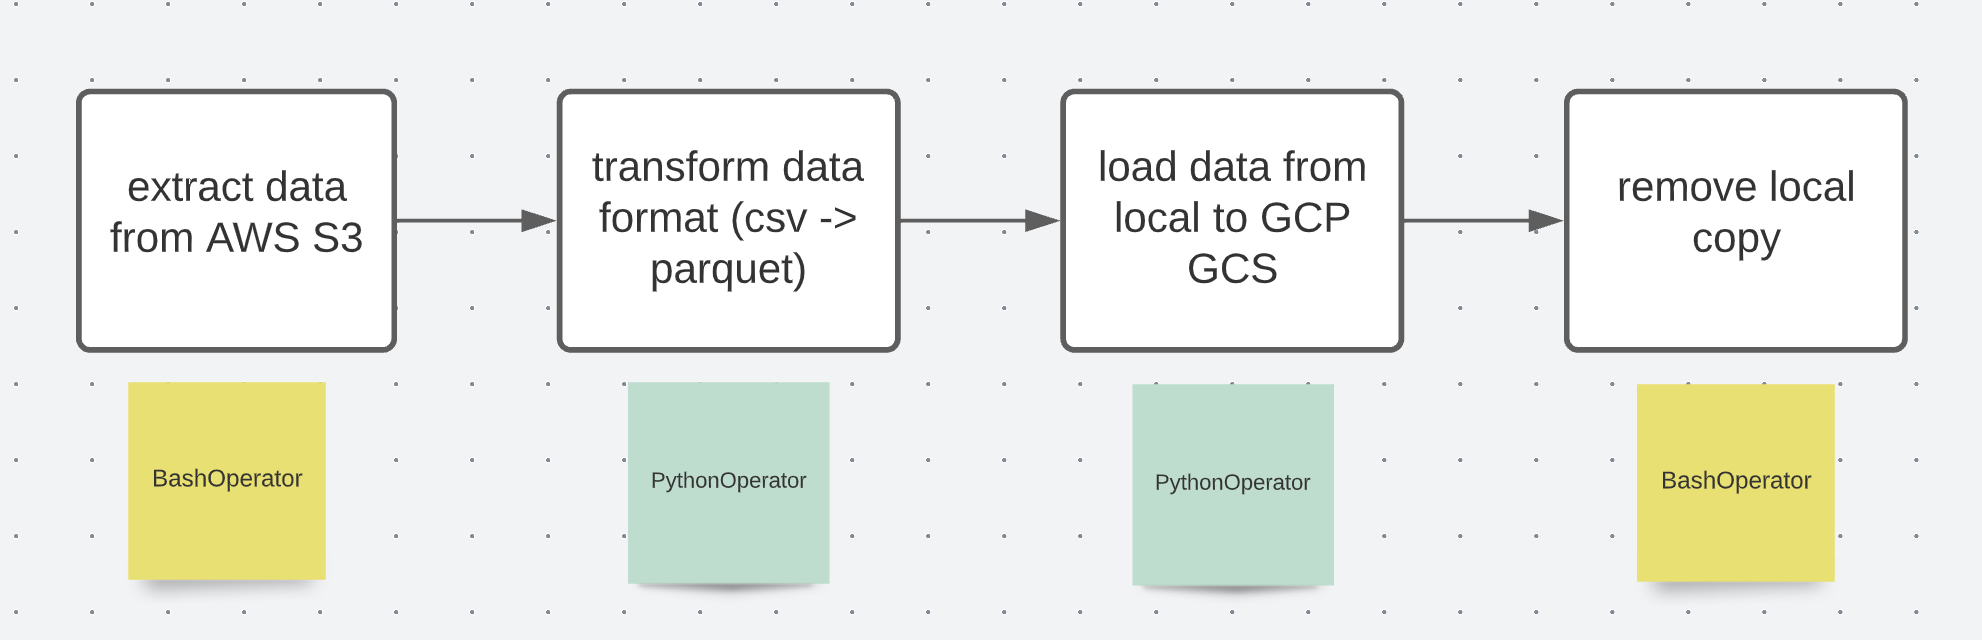 extract data
from AWS S3
transform data
format (csv ->
parquet)
load data from
local to GCP
GCS
remove local
copy
BashOperator
PythonOperator
PythonOperator
BashOperator